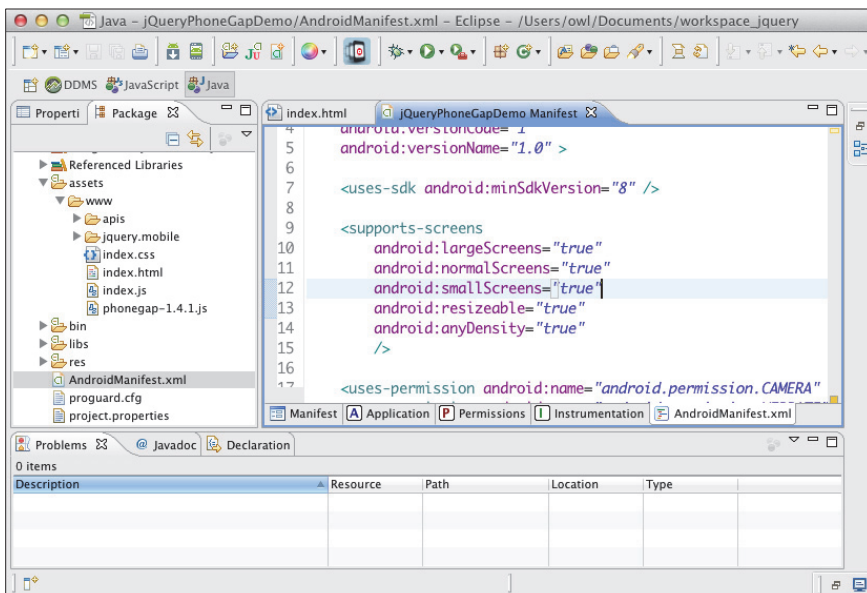 Java – jQueryPhoneGapDemo/AndroidManifest.xml – Eclipse – /Users/owl/Documents/workspace_jquery
DDMS JavaScript Java
Properti Package
Referenced Libraries
assets
www
apis
jquery.mobile
index.css
index.html
index.js
phonegap-1.4.1.js
bin
libs
res
AndroidManifest.xml
proguard.cfg
project.properties
index.html jQueryPhoneGapDemo Manifest
4 android:versionCode="1"
5 android:versionName="1.0" >
6
7 <uses-sdk android:minSdkVersion="8" />
8
9 <supports-screens
10 android:largeScreens="true"
11 android:normalScreens="true"
12 android:smallScreens="true"
13 android:resizeable="true"
14 android:anyDensity="true"
15 />
16
17 <uses-permission android:name="android.permission.CAMERA"
Manifest A Application P Permissions I Instrumentation AndroidManifest.xml
Problems @ Javadoc Declaration
0 items
Description Resource Path Location Type